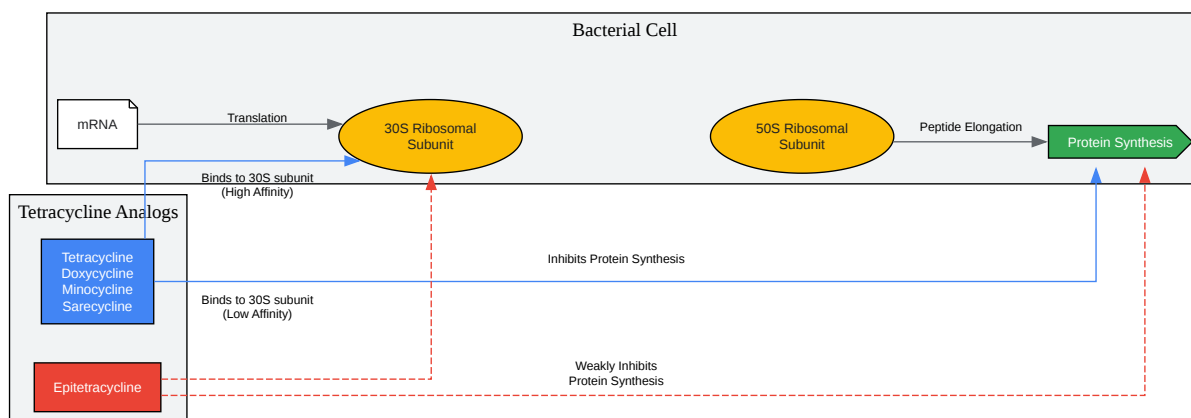 Bacterial Cell
mRNA
Translation
30S Ribosomal
Subunit
50S Ribosomal
Subunit
Peptide Elongation
Protein Synthesis
Binds to 30S subunit
(High Affinity)
Tetracycline Analogs
Tetracycline
Doxycycline
Minocycline
Sarecycline
Inhibits Protein Synthesis
Binds to 30S subunit
(Low Affinity)
Epitetracycline
Weakly Inhibits
Protein Synthesis